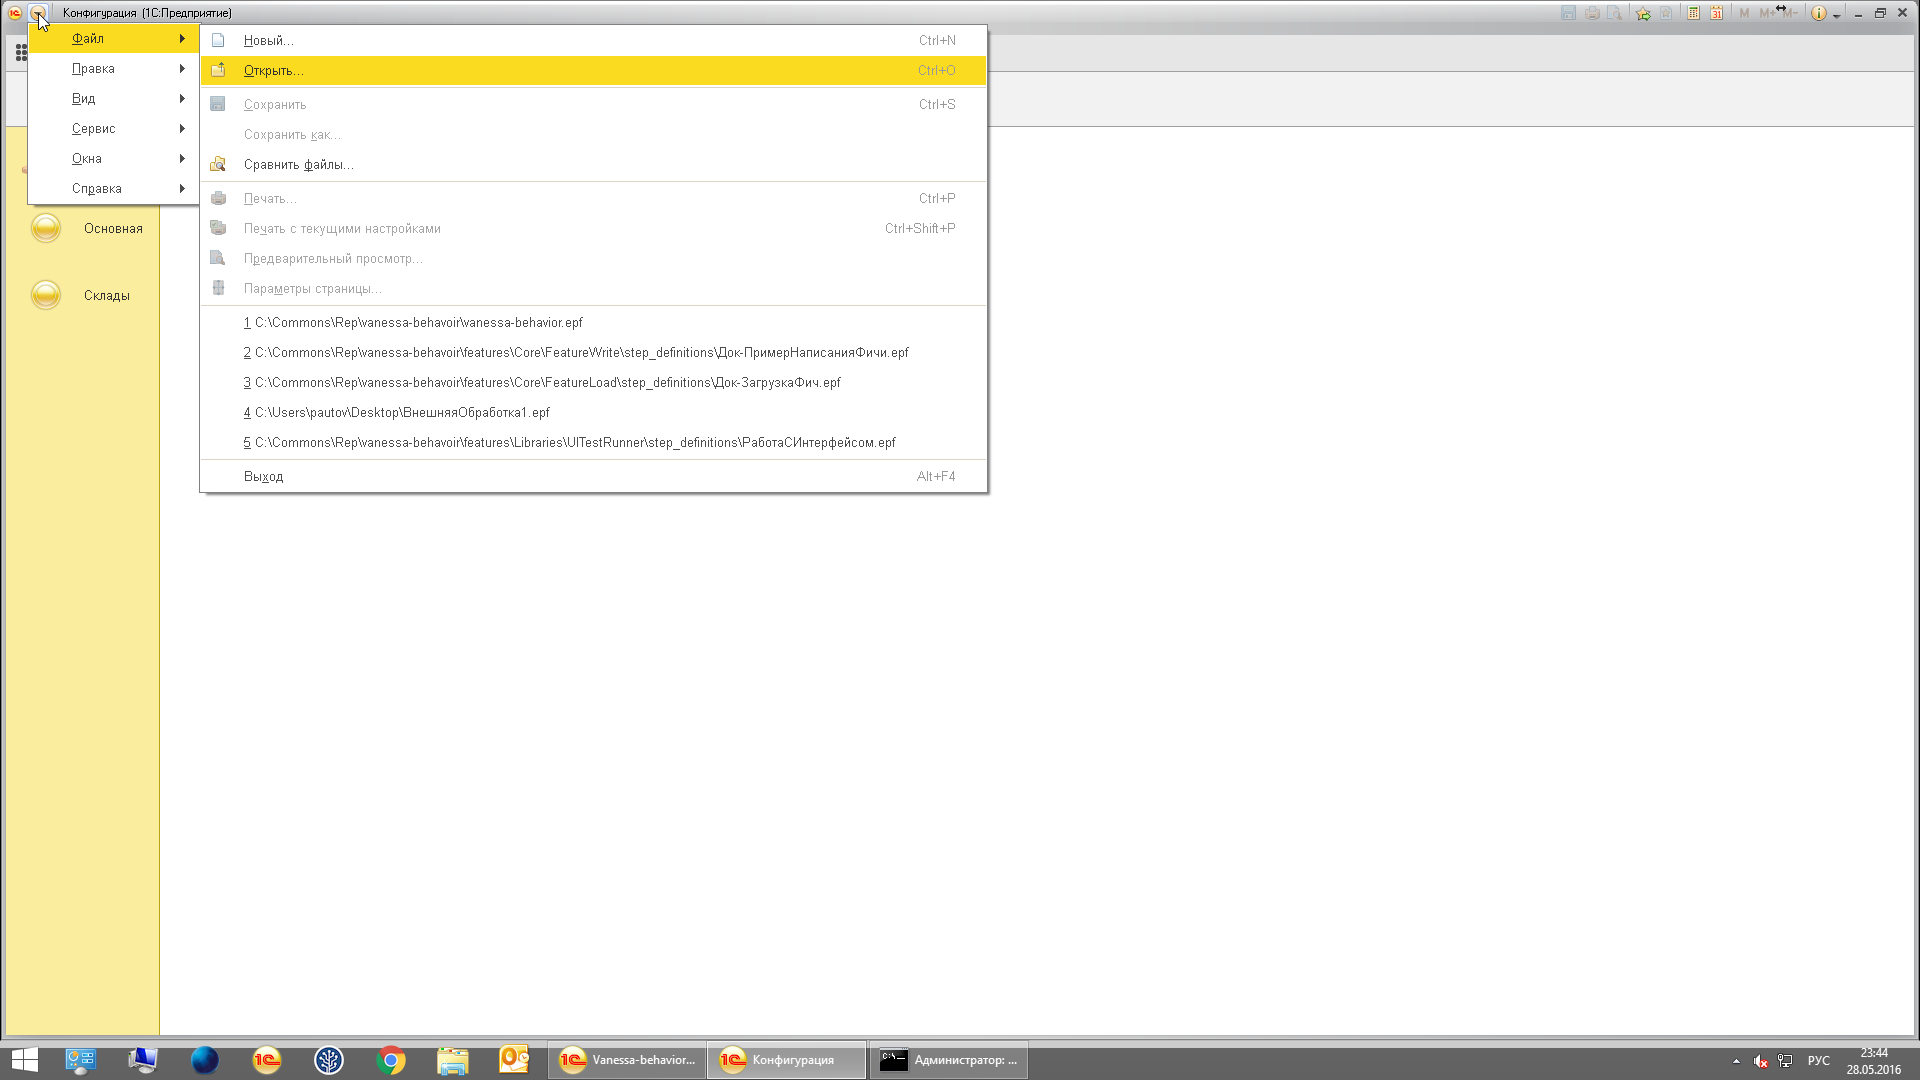 Конфигурация (1С:Предприятие)
31
M M+ M-
Файл
Правка
Вид
Сервис
Окна
Справка
Новый... Ctrl+N
Открыть... Ctrl+O
Сохранить Ctrl+S
Сохранить как...
Сравнить файлы...
Печать... Ctrl+P
Печать с текущими настройками Ctrl+Shift+P
Предварительный просмотр...
Параметры страницы...
1 C:\Commons\Rep\vanessa-behavoir\vanessa-behavior.epf
2 C:\Commons\Rep\vanessa-behavoir\features\Core\FeatureWrite\step_definitions\Док-ПримерНаписанияФичи.epf
3 C:\Commons\Rep\vanessa-behavoir\features\Core\FeatureLoad\step_definitions\Док-ЗагрузкаФич.epf
4 C:\Users\pautov\Desktop\ВнешняяОбработка1.epf
5 C:\Commons\Rep\vanessa-behavoir\features\Libraries\UITestRunner\step_definitions\РаботаСИнтерфейсом.epf
Выход Alt+F4
Основная
Склады
Vanessa-behavior...
Конфигурация
Администратор: ...
РУС
23:44
28.05.2016